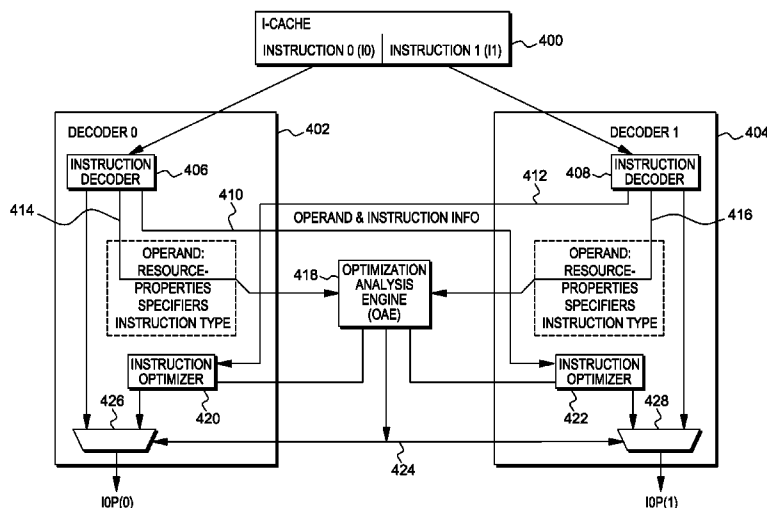 I-CACHE
INSTRUCTION 0 (I0)
INSTRUCTION 1 (I1)
400
DECODER 0
402
DECODER 1
404
INSTRUCTION
DECODER
406
408
INSTRUCTION
DECODER
410
412
414
OPERAND & INSTRUCTION INFO
416
OPERAND:
RESOURCE-
PROPERTIES
SPECIFIERS
INSTRUCTION TYPE
418
OPTIMIZATION
ANALYSIS
ENGINE
(OAE)
OPERAND:
RESOURCE-
PROPERTIES
SPECIFIERS
INSTRUCTION TYPE
INSTRUCTION
OPTIMIZER
420
INSTRUCTION
OPTIMIZER
422
426
428
424
I0P(0)
I0P(1)